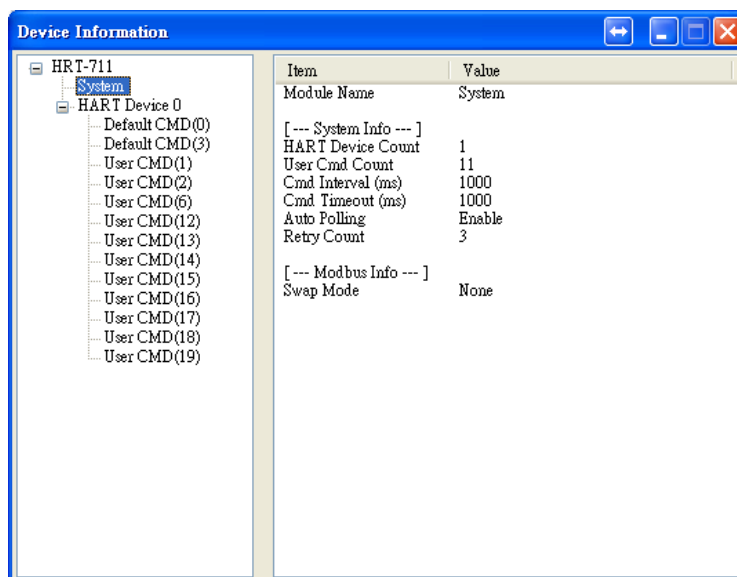 Device Information
HRT-711
System
HART Device 0
Default CMD(0)
Default CMD(3)
User CMD(1)
User CMD(2)
User CMD(6)
User CMD(12)
User CMD(13)
User CMD(14)
User CMD(15)
User CMD(16)
User CMD(17)
User CMD(18)
User CMD(19)
Item Value
Module Name System
[ --- System Info --- ]
HART Device Count 1
User Cmd Count 11
Cmd Interval (ms) 1000
Cmd Timeout (ms) 1000
Auto Polling Enable
Retry Count 3
[ --- Modbus Info --- ]
Swap Mode None